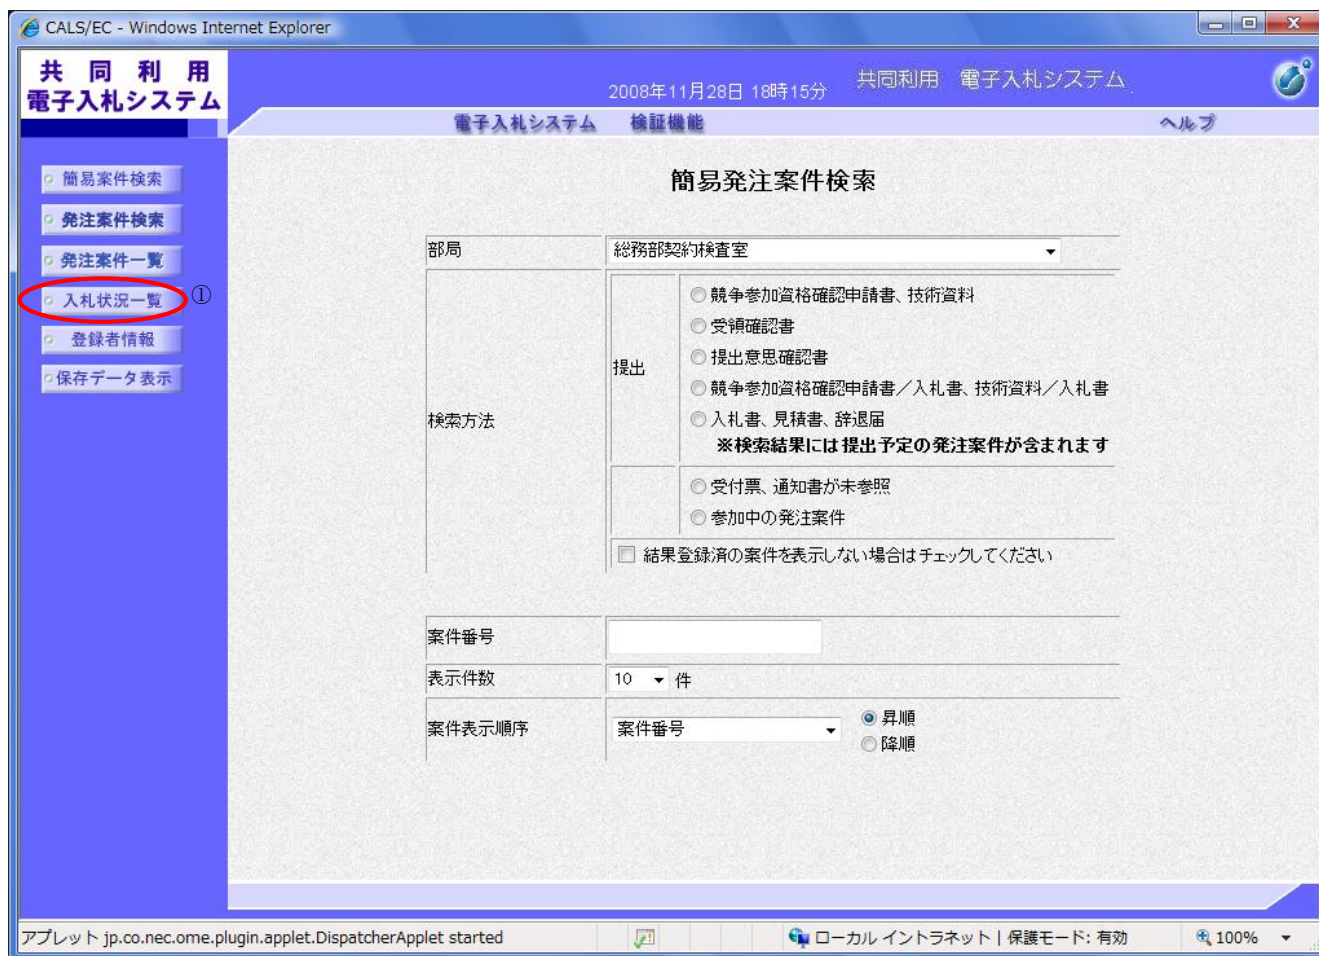 CALS/EC - Windows Internet Explorer
共同利用
電子入札システム
2008年11月28日 18時15分
共同利用 電子入札システム
電子入札システム 検証機能 ヘルプ
簡易案件検索
発注案件検索
発注案件一覧
入札状況一覧 ①
登録者情報
保存データ表示
簡易発注案件検索
部局 総務部契約検査室
検索方法
提出
競争参加資格確認申請書、技術資料
受領確認書
提出意思確認書
競争参加資格確認申請書／入札書、技術資料／入札書
入札書、見積書、辞退届
※検索結果には提出予定の発注案件が含まれます
受付票、通知書が未参照
参加中の発注案件
結果登録済の案件を表示しない場合はチェックしてください
案件番号
表示件数 10 件
案件表示順序 案件番号
昇順
降順
アプレット jp.co.nec.ome.plugin.applet.DispatcherApplet started ローカル イントラネット | 保護モード: 有効 100%